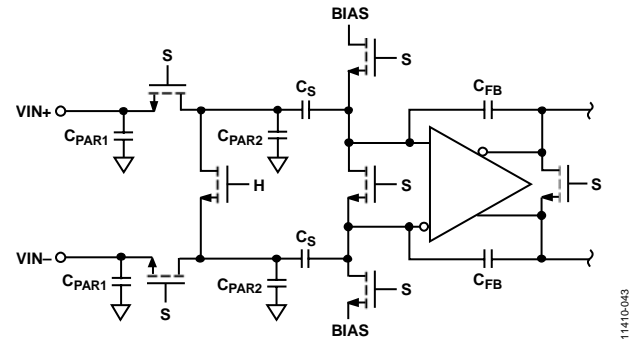 BIAS
S
S
CS
CFB
VIN+
CPAR1
CPAR2
H
S
S
VIN–
CS
CPAR1
CPAR2
S
S
CFB
BIAS
11410-043